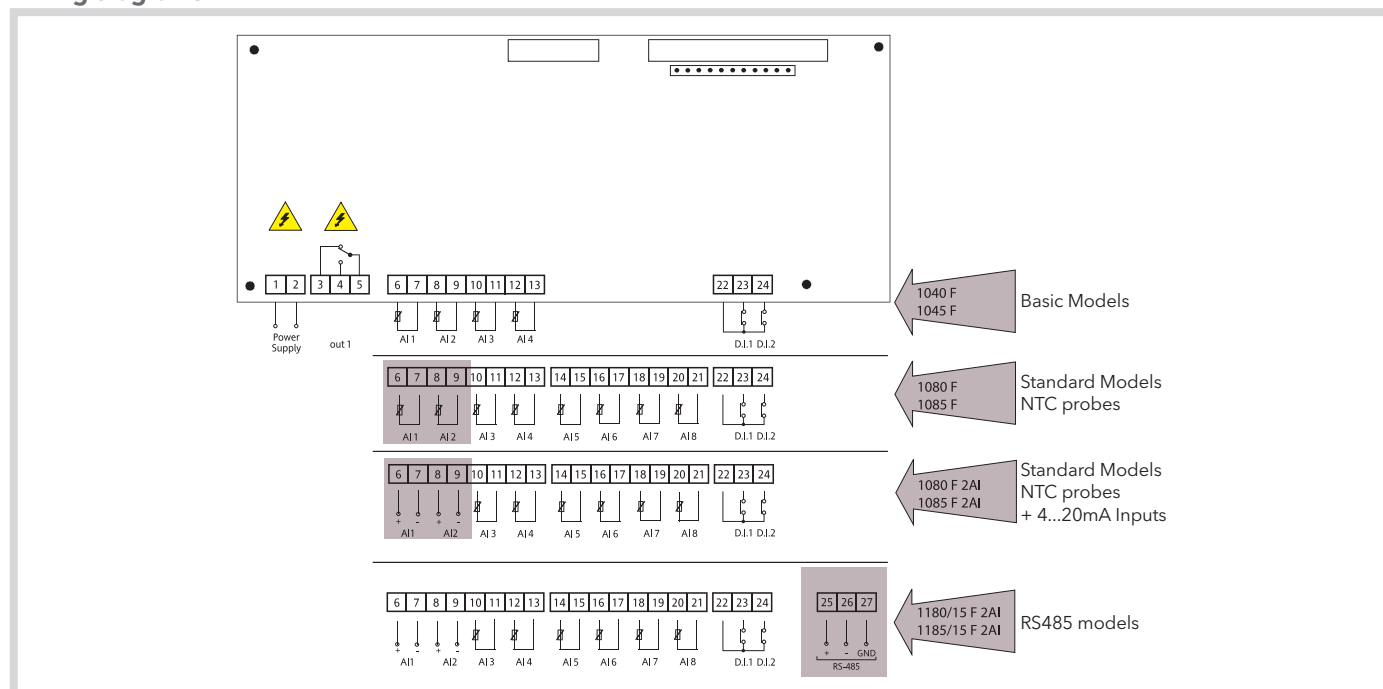 1 2 3 4 5 6 7 8 9 10 11 12 13 22 23 24
Power
Supply
out 1
AI 1 AI 2 AI 3 AI 4
D.I.1 D.I.2
1040 F
1045 F
Basic Models
6 7 8 9 10 11 12 13 14 15 16 17 18 19 20 21 22 23 24
AI 1 AI 2 AI 3 AI 4 AI 5 AI 6 AI 7 AI 8 D.I.1 D.I.2
1080 F
1085 F
Standard Models
NTC probes
6 7 8 9 10 11 12 13 14 15 16 17 18 19 20 21 22 23 24
+ - + -
AI1 AI2 AI 3 AI 4 AI 5 AI 6 AI 7 AI 8 D.I.1 D.I.2
1080 F 2AI
1085 F 2AI
Standard Models
NTC probes
+ 4...20mA Inputs
6 7 8 9 10 11 12 13 14 15 16 17 18 19 20 21 22 23 24 25 26 27
+ - + - + - GND
AI1 AI2 AI 3 AI 4 AI 5 AI 6 AI 7 AI 8 D.I.1 D.I.2 RS-485
1180/15 F 2AI
1185/15 F 2AI
RS485 models